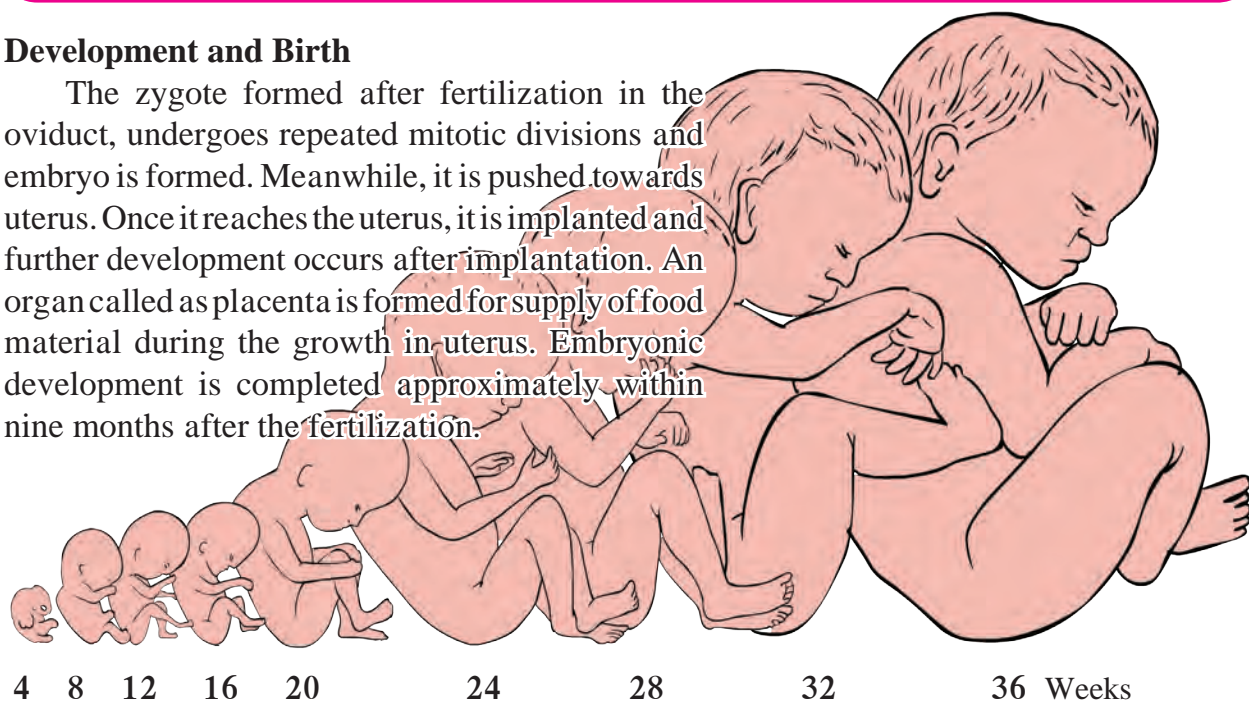 Development and Birth
The zygote formed after fertilization in the
oviduct, undergoes repeated mitotic divisions and
embryo is formed. Meanwhile, it is pushed towards
uterus. Once it reaches the uterus, it is implanted and
further development occurs after implantation. An
organ called as placenta is formed for supply of food
material during the growth in uterus. Embryonic
development is completed approximately within
nine months after the fertilization.
4 8 12 16 20 24 28 32 36 Weeks